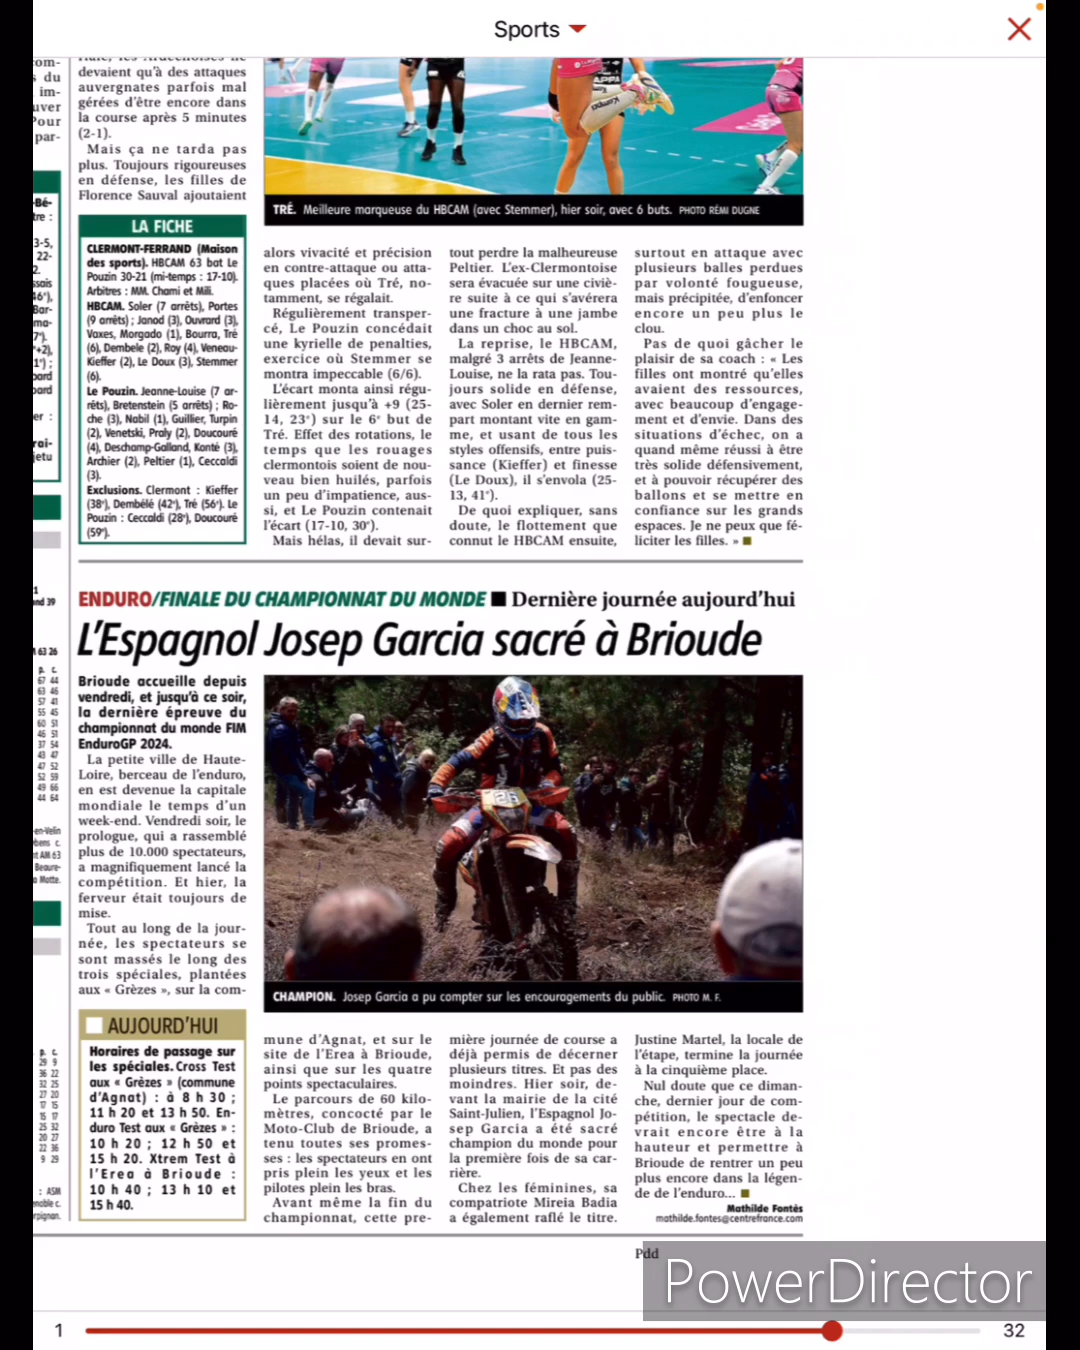 Sports
devaient qu'à des attaques
auvergnates parfois mal
gérées d'être encore dans
la course après 5 minutes
(2-1).
Mais ça ne tarda pas
plus. Toujours rigoureuses
en défense, les filles de
Florence Sauval ajoutaient
TRÉ. Meilleure marqueuse du HBCAM (avec Stemmer), hier soir, avec 6 buts. PHOTO RÉMI DUGNE
LA FICHE
CLERMONT-FERRAND (Maison
des sports). HBCAM 63 bat Le
Pouzin 30-21 (mi-temps : 17-10).
Arbitres : MM. Chami et Mili.
HBCAM. Soler (7 arrêts), Portes
(9 arrêts) ; Janod (3), Ouvrard (3),
Vaxes, Morgado (1), Bourra, Tré
(6), Dembele (2), Roy (4), Veneau-
Kieffer (2), Le Doux (3), Stemmer
(6).
Le Pouzin. Jeanne-Louise (7 ar-
rêts), Bretenstein (5 arrêts) ; Ro-
che (3), Nabil (1), Guillier, Turpin
(2), Venetski, Praly (2), Doucouré
(4), Deschamp-Galland, Konté (3),
Archier (2), Peltier (1), Ceccaldi
(3).
Exclusions. Clermont : Kieffer
(38e), Dembélé (42e), Tré (56e). Le
Pouzin : Ceccaldi (28e), Doucouré
(59e).
alors vivacité et précision
en contre-attaque ou atta-
ques placées où Tré, no-
tamment, se régalait.
Régulièrement transper-
cé, Le Pouzin concédait
une kyrielle de penalties,
exercice où Stemmer se
montra impeccable (6/6).
L'écart monta ainsi régu-
lièrement jusqu'à +9 (25-
14, 23e) sur le 6e but de
Tré. Effet des rotations, le
temps que les rouages
clermontois soient de nou-
veau bien huilés, parfois
un peu d'impatience, aus-
si, et Le Pouzin contenait
l'écart (17-10, 30e).
Mais hélas, il devait sur-
tout perdre la malheureuse
Peltier. L'ex-Clermontoise
sera évacuée sur une civiè-
re suite à ce qui s'avérera
une fracture à une jambe
dans un choc au sol.
La reprise, le HBCAM,
malgré 3 arrêts de Jeanne-
Louise, ne la rata pas. Tou-
jours solide en défense,
avec Soler en dernier rem-
part montant vite en gam-
me, et usant de tous les
styles offensifs, entre puis-
sance (Kieffer) et finesse
(Le Doux), il s'envola (25-
13, 41e).
De quoi expliquer, sans
doute, le flottement que
connut le HBCAM ensuite,
surtout en attaque avec
plusieurs balles perdues
par volonté fougueuse,
mais précipitée, d'enfoncer
encore un peu plus le
clou.
Pas de quoi gâcher le
plaisir de sa coach : « Les
filles ont montré qu'elles
avaient des ressources,
avec beaucoup d'engage-
ment et d'envie. Dans des
situations d'échec, on a
quand même réussi à être
très solide défensivement,
et à pouvoir récupérer des
ballons et se mettre en
confiance sur les grands
espaces. Je ne peux que fé-
liciter les filles. » ■
ENDURO/FINALE DU CHAMPIONNAT DU MONDE ■ Dernière journée aujourd'hui
L'Espagnol Josep Garcia sacré à Brioude
Brioude accueille depuis
vendredi, et jusqu'à ce soir,
la dernière épreuve du
championnat du monde FIM
EnduroGP 2024.
La petite ville de Haute-
Loire, berceau de l'enduro,
en est devenue la capitale
mondiale le temps d'un
week-end. Vendredi soir, le
prologue, qui a rassemblé
plus de 10.000 spectateurs,
a magnifiquement lancé la
compétition. Et hier, la
ferveur était toujours de
mise.
Tout au long de la jour-
née, les spectateurs se
sont massés le long des
trois spéciales, plantées
aux « Grèzes », sur la com-
CHAMPION. Josep Garcia a pu compter sur les encouragements du public. PHOTO M. F.
AUJOURD'HUI
Horaires de passage sur
les spéciales. Cross Test
aux « Grèzes » (commune
d'Agnat) : à 8 h 30 ;
11 h 20 et 13 h 50. En-
duro Test aux « Grèzes » :
10 h 20 ; 12 h 50 et
15 h 20. Xtrem Test à
l'Erea à Brioude :
10 h 40 ; 13 h 10 et
15 h 40.
mune d'Agnat, et sur le
site de l'Erea à Brioude,
ainsi que sur les quatre
points spectaculaires.
Le parcours de 60 kilo-
mètres, concocté par le
Moto-Club de Brioude, a
tenu toutes ses promes-
ses : les spectateurs en ont
pris plein les yeux et les
pilotes plein les bras.
Avant même la fin du
championnat, cette pre-
mière journée de course a
déjà permis de décerner
plusieurs titres. Et pas des
moindres. Hier soir, de-
vant la mairie de la cité
Saint-Julien, l'Espagnol Jo-
sep Garcia a été sacré
champion du monde pour
la première fois de sa car-
rière.
Chez les féminines, sa
compatriote Mireia Badia
a également raflé le titre.
Justine Martel, la locale de
l'étape, termine la journée
à la cinquième place.
Nul doute que ce diman-
che, dernier jour de com-
pétition, le spectacle de-
vrait encore être à la
hauteur et permettre à
Brioude de rentrer un peu
plus encore dans la légen-
de de l'enduro... ■
Mathilde Fontès
mathilde.fontes@centrefrance.com
Pdd
PowerDirector
1
32